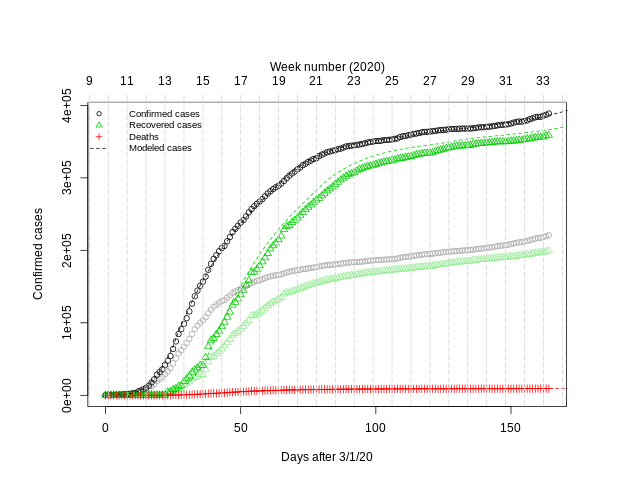 Week number (2020)
9 11 13 15 17 19 21 23 25 27 29 31 33
Confirmed cases
Recovered cases
Deaths
Modeled cases
4e+05
3e+05
2e+05
1e+05
0e+00
Confirmed cases
0 50 100 150
Days after 3/1/20